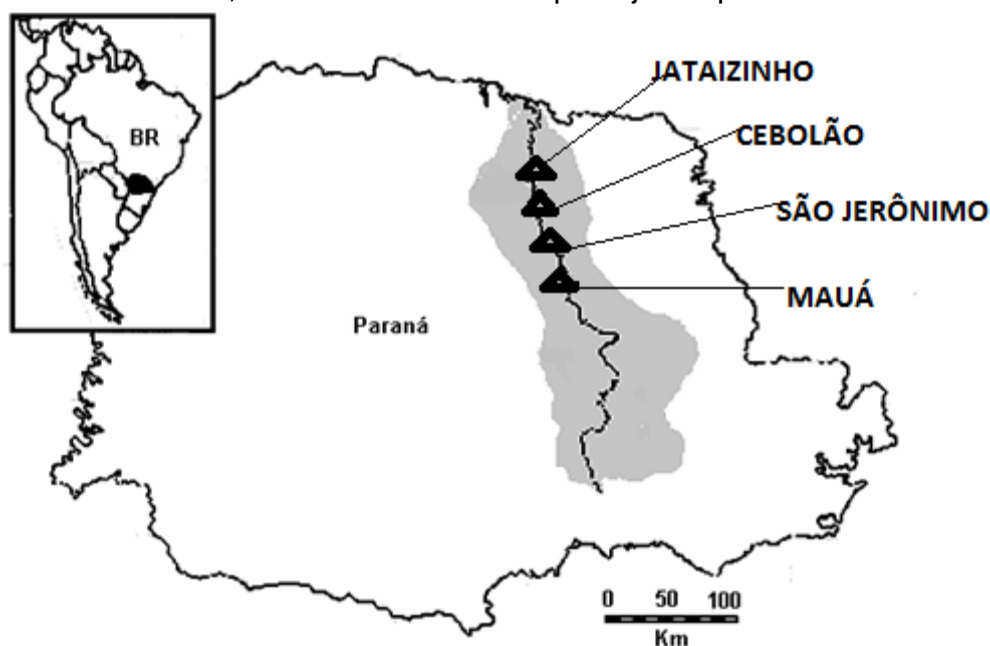 JATAIZINHO
BR
CEBOLÃO
SÃO JERÔNIMO
MAUÁ
Paraná
0 50 100
Km